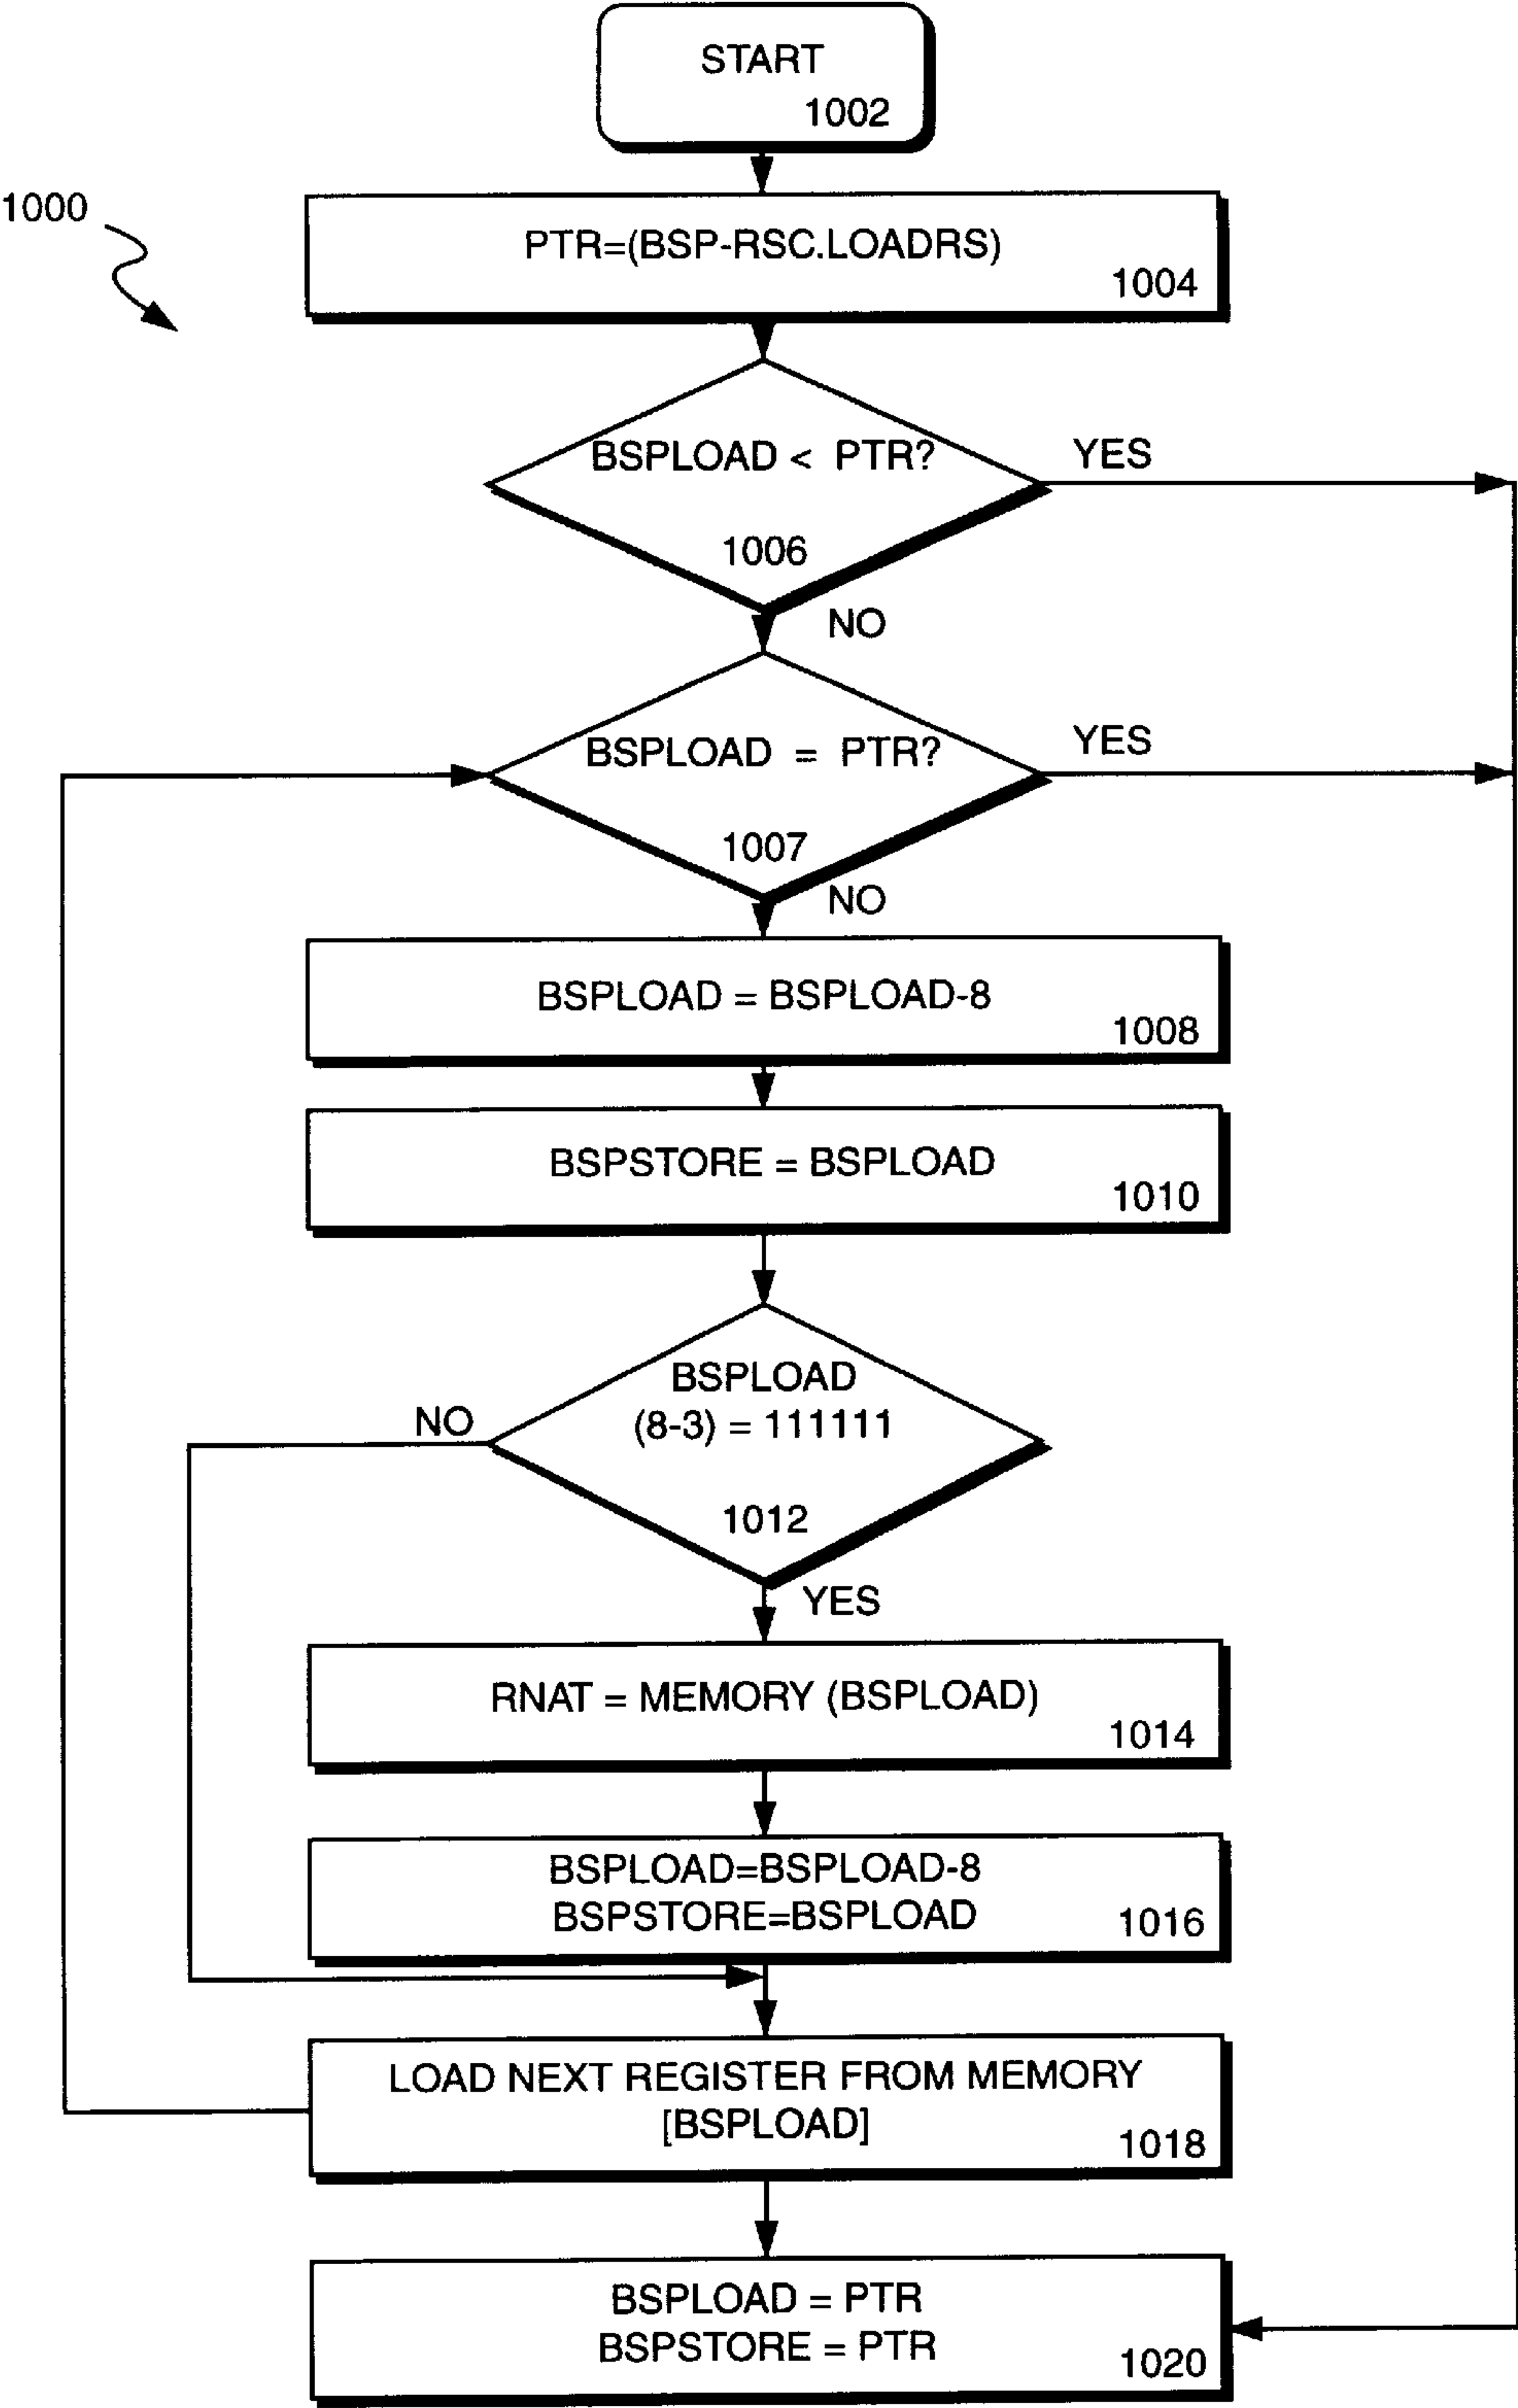 START
1002
1000
PTR=(BSP-RSC.LOADRS)
1004
BSPLOAD < PTR?
YES
1006
NO
BSPLOAD = PTR?
YES
1007
NO
BSPLOAD = BSPLOAD-8
1008
BSPSTORE = BSPLOAD
1010
BSPLOAD
(8-3) = 111111
NO
1012
YES
RNAT = MEMORY (BSPLOAD)
1014
BSPLOAD=BSPLOAD-8
BSPSTORE=BSPLOAD
1016
LOAD NEXT REGISTER FROM MEMORY
[BSPLOAD]
1018
BSPLOAD = PTR
BSPSTORE = PTR
1020